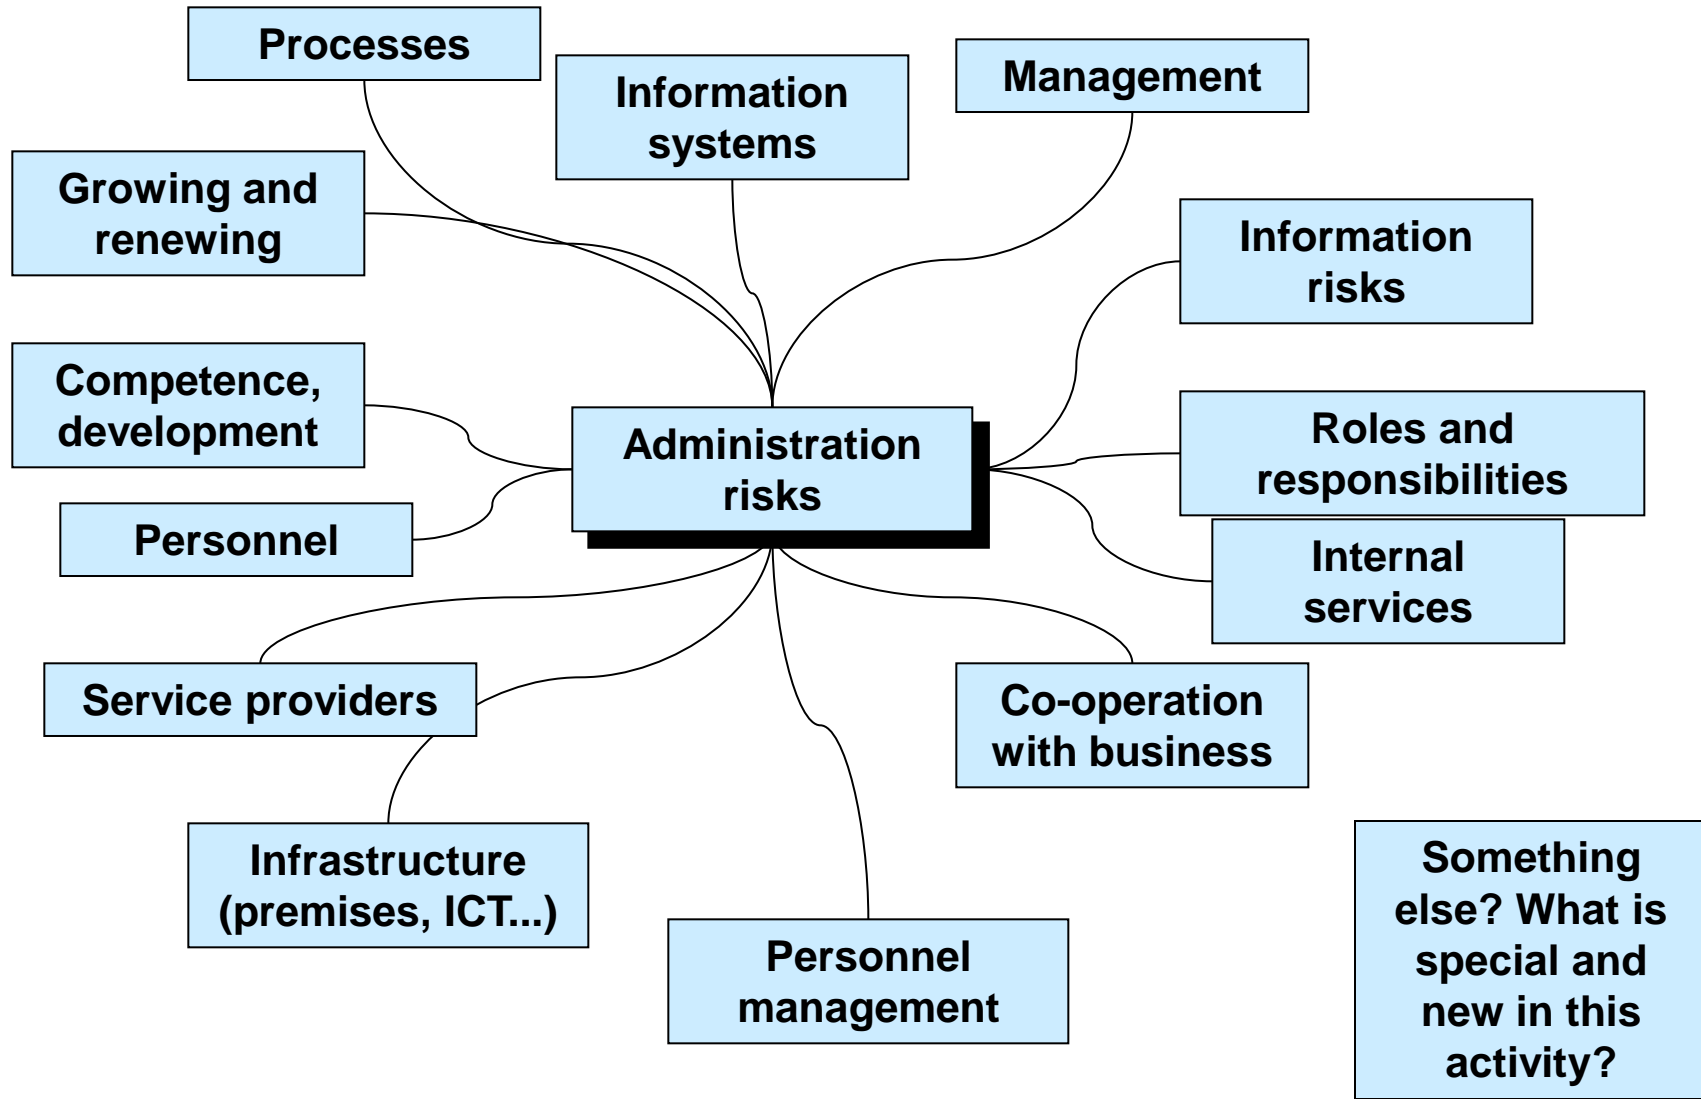 Processes
Information
systems
Management
Growing and
renewing
Information
risks
Competence,
development
Administration
risks
Roles and
responsibilities
Personnel
Internal
services
Service providers
Co-operation
with business
Infrastructure
(premises, ICT...)
Personnel
management
Something
else? What is
special and
new in this
activity?